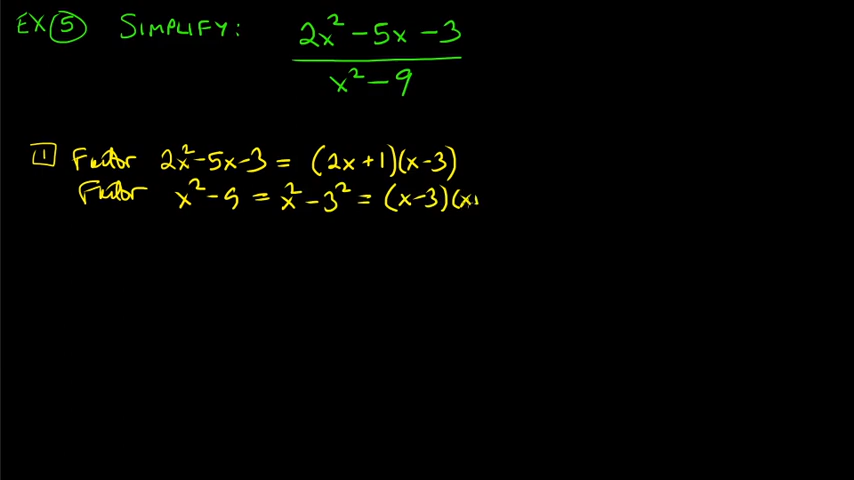 EX 5 SIMPLIFY: 2x² - 5x - 3
x² - 9
1 Factor 2x² - 5x - 3 = (2x + 1)(x - 3)
Factor x² - 9 = x² - 3² = (x - 3)(x